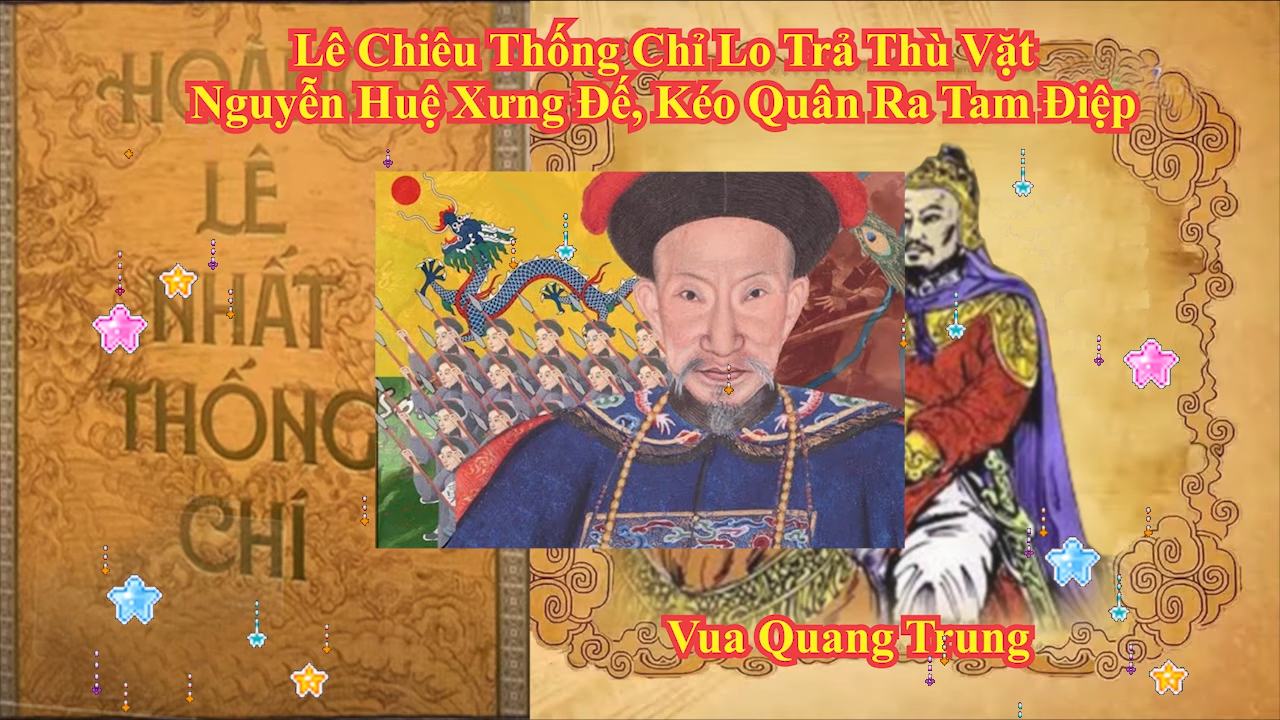 Lê Chiêu Thống Chỉ Lo Trả Thù Vặt
Nguyễn Huệ Xưng Đế, Kéo Quân Ra Tam Điệp
LÊ
NHẤT
THỐNG
CHÍ
Vua Quang Trung